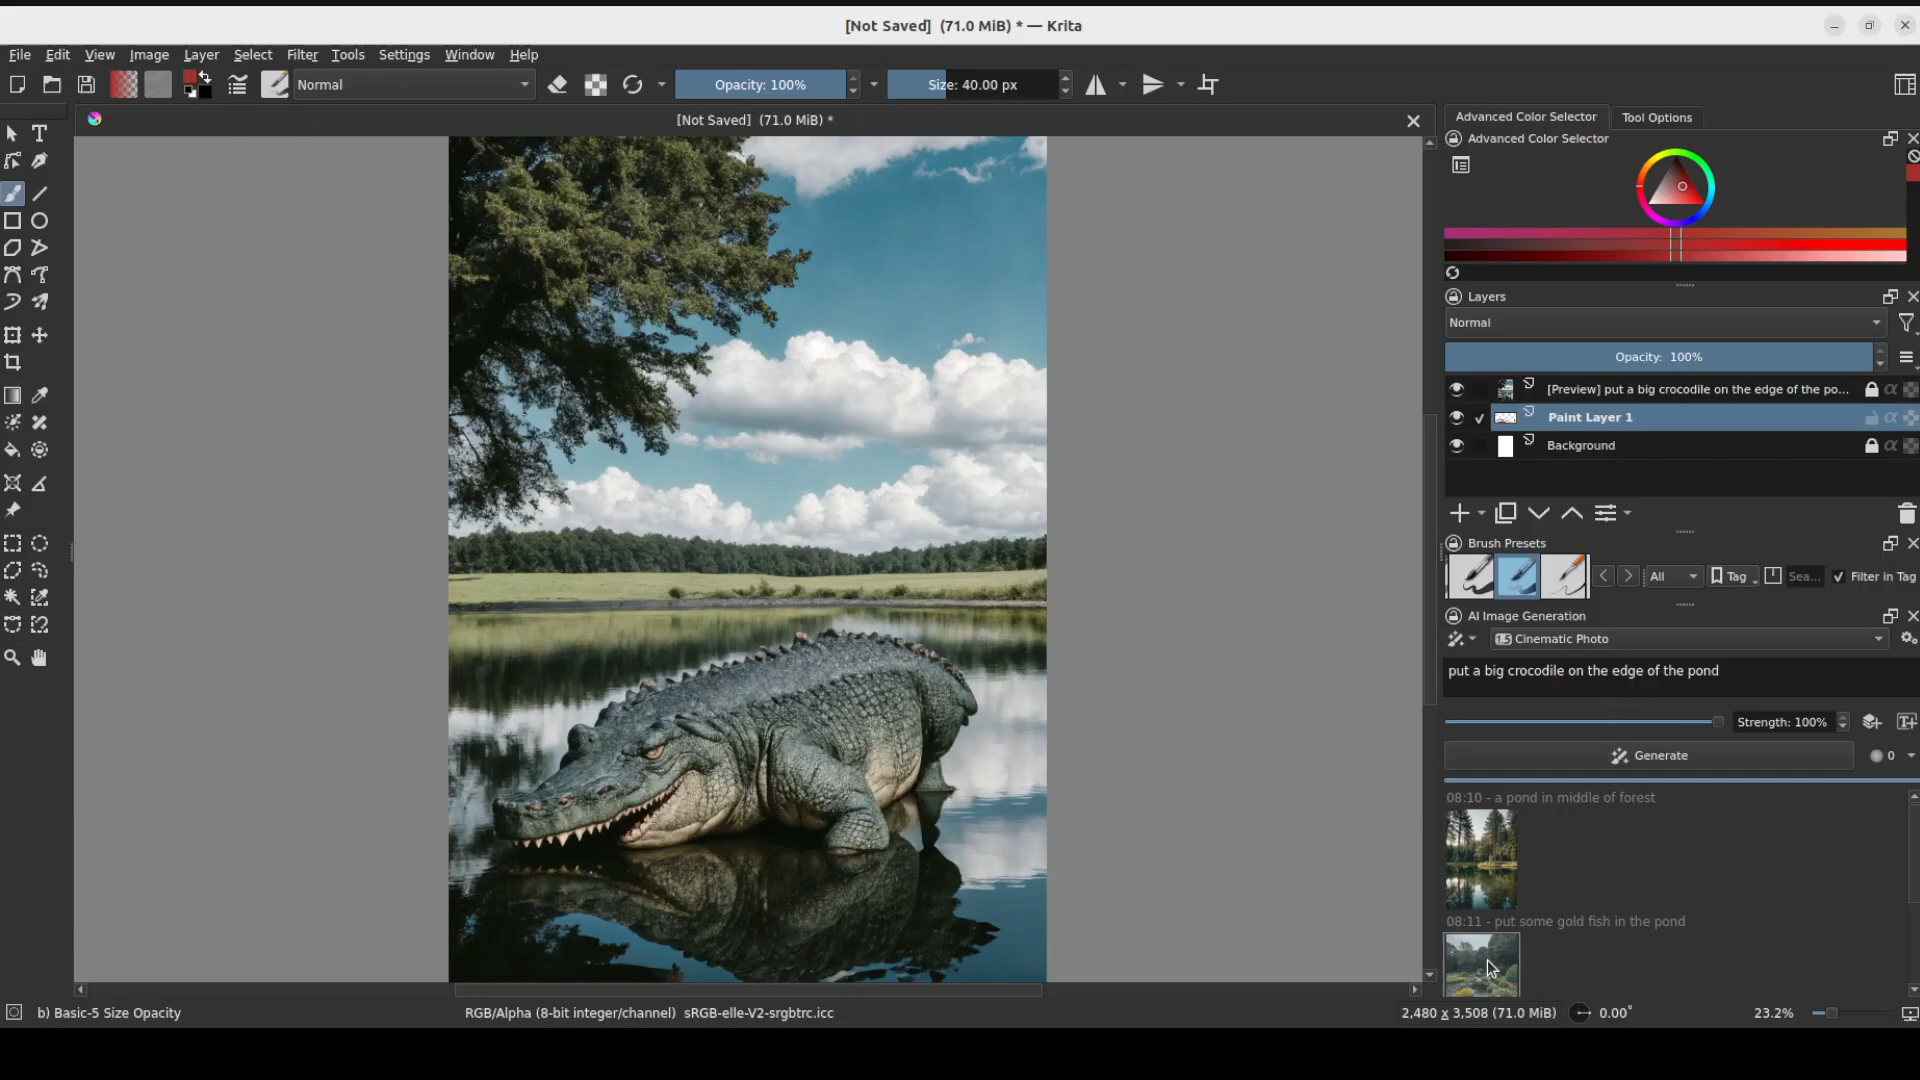 [Not Saved]  (71.0 MiB) * — Krita
File Edit View Image Layer Select Filter Tools Settings Window Help
Normal
Opacity: 100%
Size: 40.00 px
[Not Saved]  (71.0 MiB) *
Advanced Color Selector
Tool Options
Advanced Color Selector
Layers
Normal
Opacity: 100%
[Preview] put a big crocodile on the edge of the po...
Paint Layer 1
Background
Brush Presets
All
Tag
Sea...
Filter in Tag
AI Image Generation
1.5 Cinematic Photo
put a big crocodile on the edge of the pond
Strength: 100%
Generate
0
08:10 - a pond in middle of forest
08:11 - put some gold fish in the pond
b) Basic-5 Size Opacity
RGB/Alpha (8-bit integer/channel)  sRGB-elle-V2-srgbtrc.icc
2,480 x 3,508 (71.0 MiB)
0.00°
23.2%